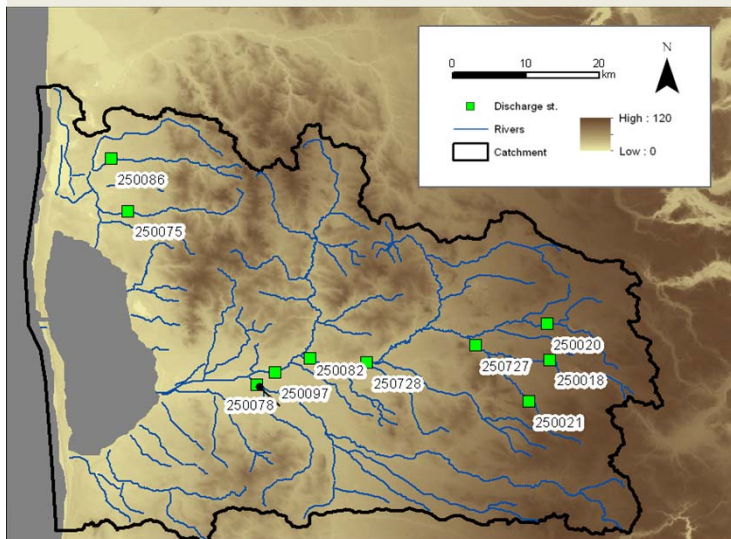 N
0 10 20
km
Discharge st.
Rivers
Catchment
High : 120
Low : 0
250086
250075
250020
250082
250727
250728
250018
250097
250078
250021